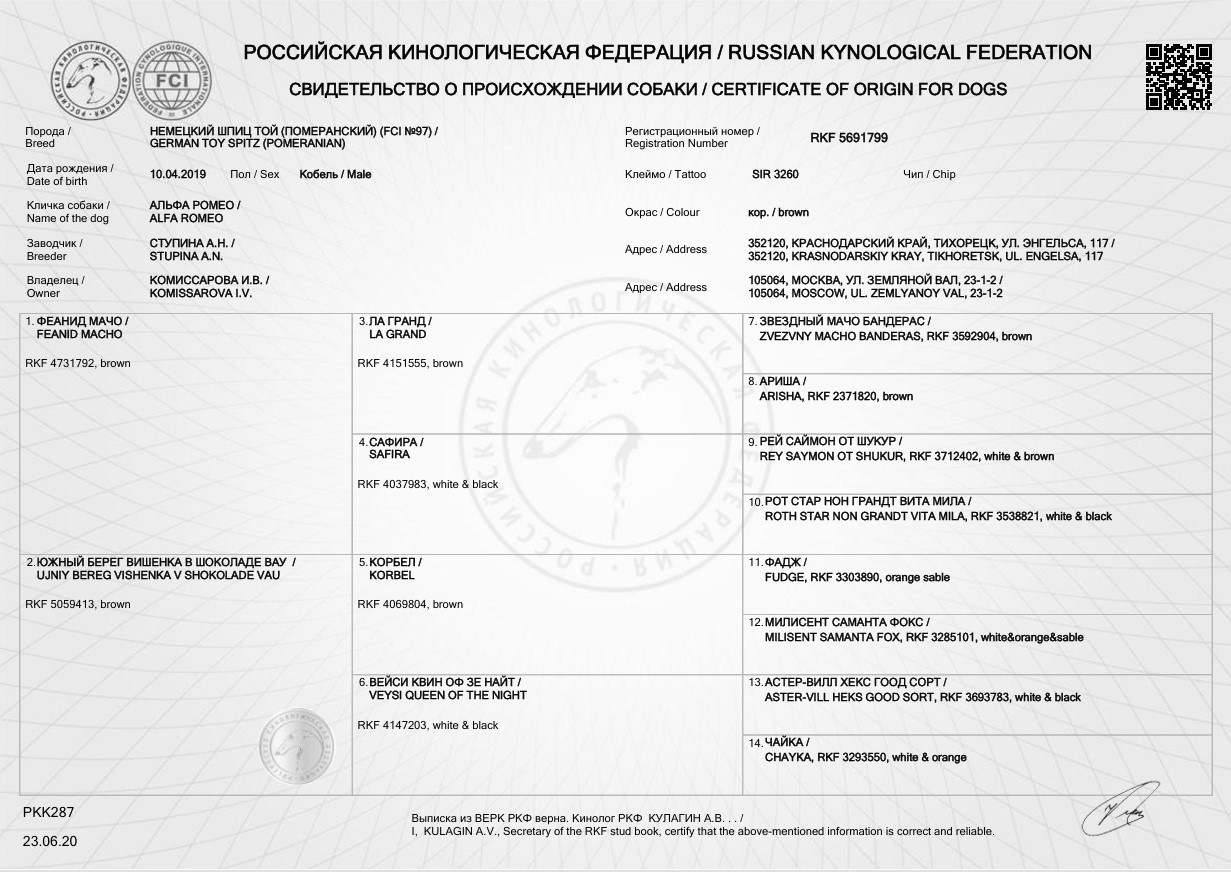 РОССИЙСКАЯ КИНОЛОГИЧЕСКАЯ ФЕДЕРАЦИЯ / RUSSIAN KYNOLOGICAL FEDERATION
FCI
СВИДЕТЕЛЬСТВО О ПРОИСХОЖДЕНИИ СОБАКИ / CERTIFICATE OF ORIGIN FOR DOGS
Порода /
Breed
НЕМЕЦКИЙ ШПИЦ ТОЙ (ПОМЕРАНСКИЙ) (FCI №97) /
GERMAN TOY SPITZ (POMERANIAN)
Регистрационный номер /
Registration Number
RKF 5691799
Дата рождения /
Date of birth
10.04.2019
Пол / Sex
Кобель / Male
Клеймо / Tattoo
SIR 3260
Чип / Chip
Кличка собаки /
Name of the dog
АЛЬФА РОМЕО /
ALFA ROMEO
Окрас / Colour
кор. / brown
Заводчик /
Breeder
СТУПИНА А.Н. /
STUPINA A.N.
Адрес / Address
352120, КРАСНОДАРСКИЙ КРАЙ, ТИХОРЕЦК, УЛ. ЭНГЕЛЬСА, 117 /
352120, KRASNODARSKIY KRAY, TIKHORETSK, UL. ENGELSA, 117
Владелец /
Owner
КОМИССАРОВА И.В. /
KOMISSAROVA I.V.
Адрес / Address
105064, МОСКВА, УЛ. ЗЕМЛЯНОЙ ВАЛ, 23-1-2 /
105064, MOSCOW, UL. ZEMLYANOY VAL, 23-1-2
1. ФЕАНИД МАЧО /
FEANID MACHO
RKF 4731792, brown
2. ЮЖНЫЙ БЕРЕГ ВИШЕНКА В ШОКОЛАДЕ ВАУ /
UJNIY BEREG VISHENKA V SHOKOLADE VAU
RKF 5059413, brown
3. ЛА ГРАНД /
LA GRAND
RKF 4151555, brown
4. САФИРА /
SAFIRA
RKF 4037983, white & black
5. КОРБЕЛ /
KORBEL
RKF 4069804, brown
6. ВЕЙСИ КВИН ОФ ЗЕ НАЙТ /
VEYSI QUEEN OF THE NIGHT
RKF 4147203, white & black
7. ЗВЕЗДНЫЙ МАЧО БАНДЕРАС /
ZVEZVNY MACHO BANDERAS, RKF 3592904, brown
8. АРИША /
ARISHA, RKF 2371820, brown
9. РЕЙ САЙМОН ОТ ШУКУР /
REY SAYMON OT SHUKUR, RKF 3712402, white & brown
10. РОТ СТАР НОН ГРАНДТ ВИТА МИЛА /
ROTH STAR NON GRANDT VITA MILA, RKF 3538821, white & black
11. ФАДЖ /
FUDGE, RKF 3303890, orange sable
12. МИЛИСЕНТ САМАНТА ФОКС /
MILISENT SAMANTA FOX, RKF 3285101, white&orange&sable
13. АСТЕР-ВИЛЛ ХЕКС ГООД СОРТ /
ASTER-VILL HEKS GOOD SORT, RKF 3693783, white & black
14. ЧАЙКА /
CHAYKA, RKF 3293550, white & orange
РОССИЙСКАЯ КИНОЛОГИЧЕСКАЯ ФЕДЕРАЦИЯ
PKK287
23.06.20
Выписка из ВЕРК РКФ верна. Кинолог РКФ КУЛАГИН А.В. . . /
I, KULAGIN A.V., Secretary of the RKF stud book, certify that the above-mentioned information is correct and reliable.